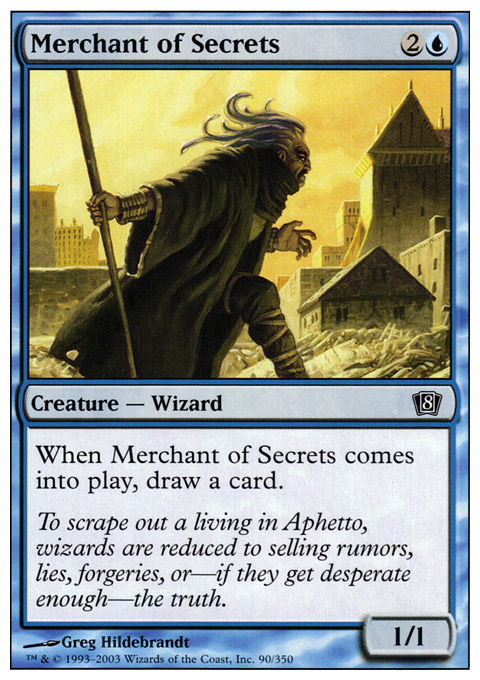 Merchant of Secrets 2
Creature — Wizard 8
When Merchant of Secrets comes
into play, draw a card.
To scrape out a living in Aphetto,
wizards are reduced to selling rumors,
lies, forgeries, or—if they get desperate
enough—the truth.
1/1
Greg Hildebrandt
™ & © 1993–2003 Wizards of the Coast, Inc. 90/350